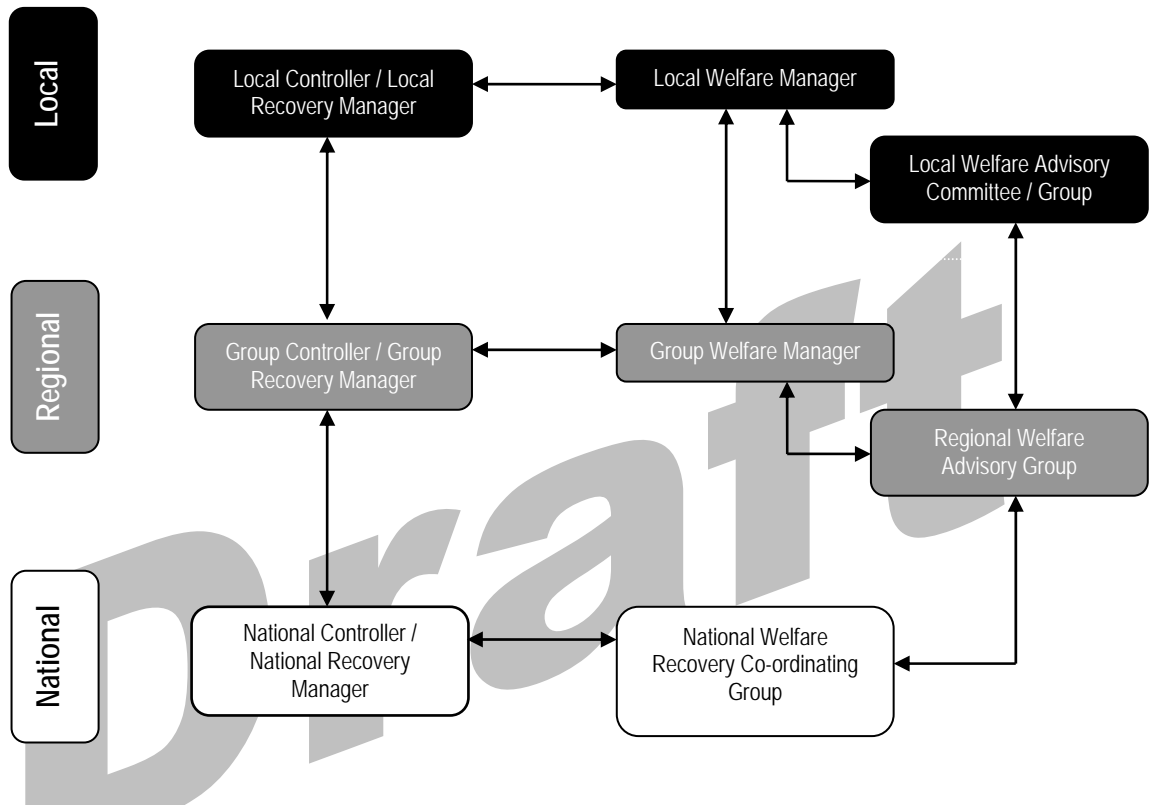 Local
Local Controller / Local
Recovery Manager
Local Welfare Manager
Local Welfare Advisory
Committee / Group
Regional
Group Controller / Group
Recovery Manager
Group Welfare Manager
Regional Welfare
Advisory Group
National
National Controller /
National Recovery
Manager
National Welfare
Recovery Co-ordinating
Group
Draft